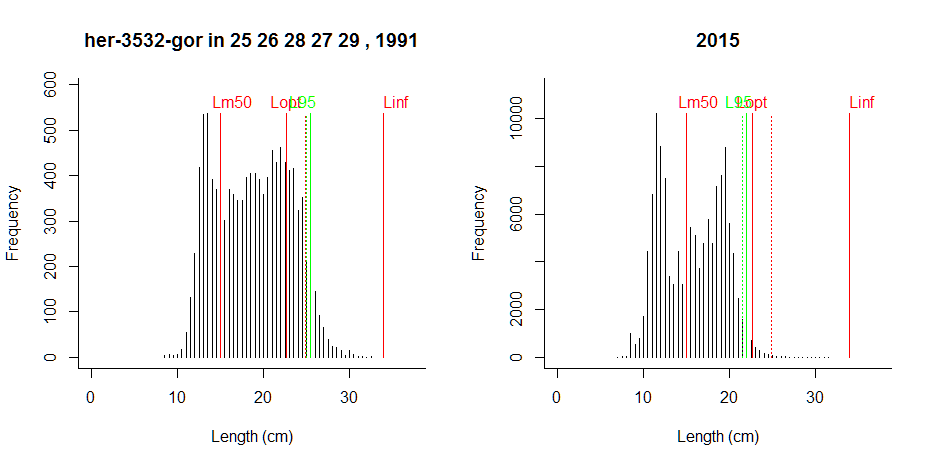 her-3532-gor in 25 26 28 27 29 , 1991
Frequency
0 100 200 300 400 500 600
Lm50 Lopt L95 Linf
0 10 20 30
Length (cm)
2015
Frequency
0 2000 6000 10000
Lm50 L95 Lopt Linf
0 10 20 30
Length (cm)